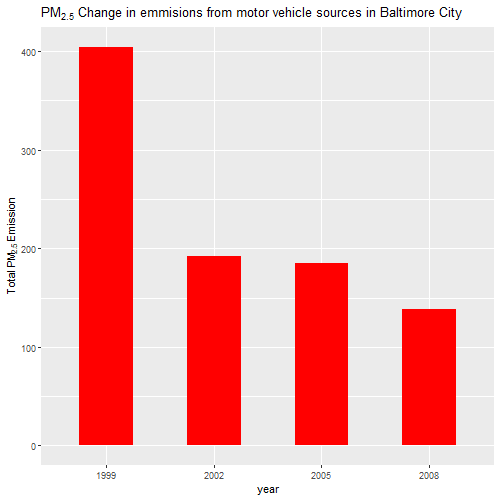 PM2.5 Change in emmisions from motor vehicle sources in Baltimore City
Total PM2.5 Emission
400
300
200
100
0
1999 2002 2005 2008
year